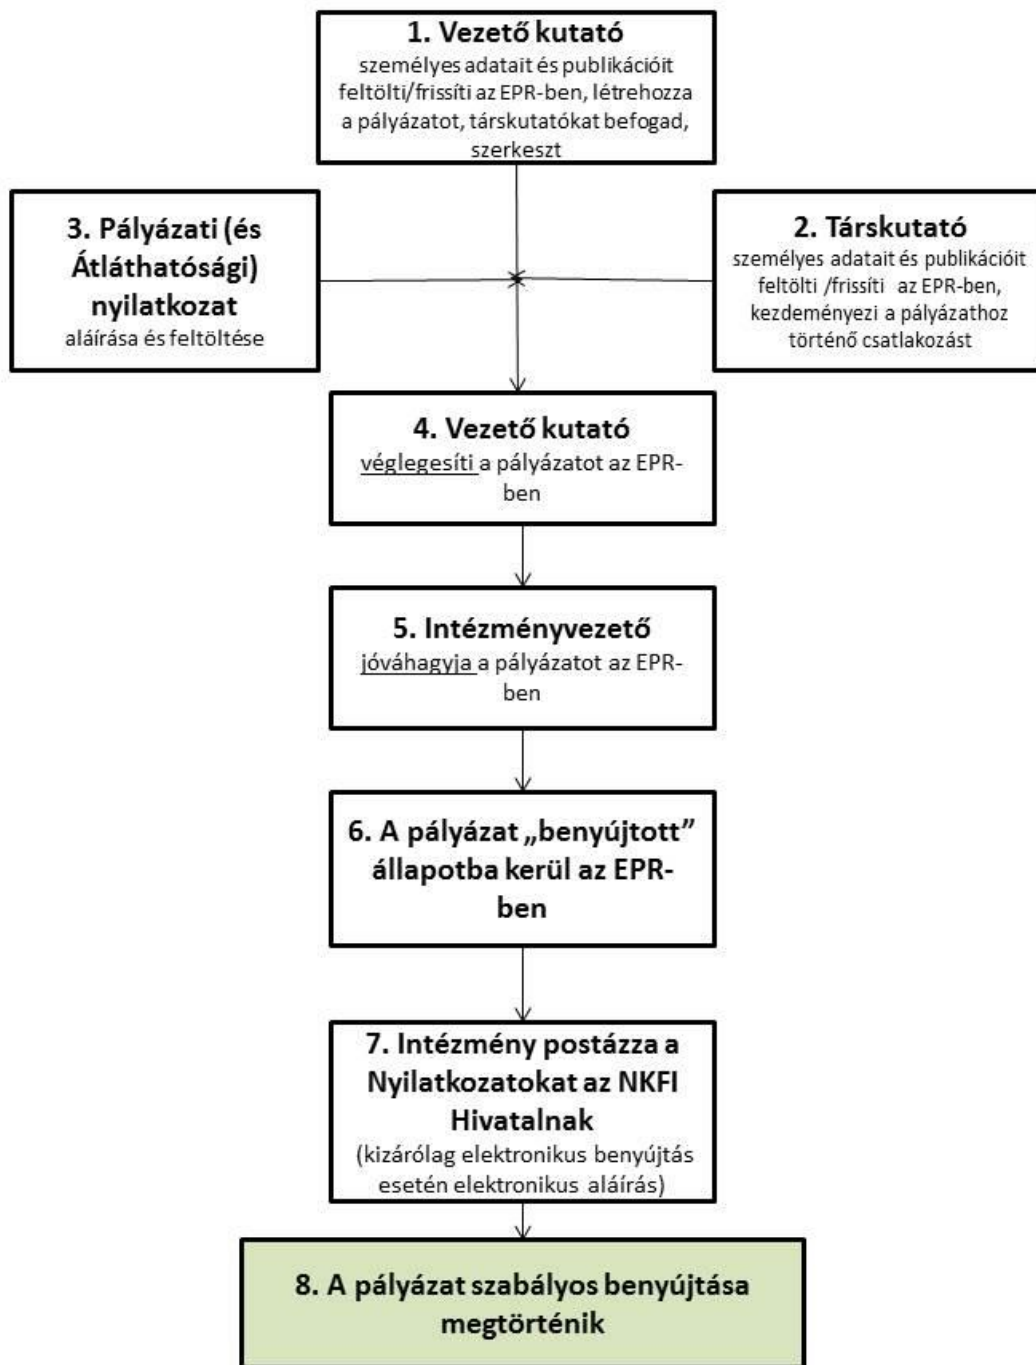 1. Vezető kutató
személyes adatait és publikációit
feltölti/frissíti az EPR-ben, létrehozza
a pályázatot, társkutatókat befogad,
szerkeszt
3. Pályázati (és
Átláthatósági)
nyilatkozat
aláírása és feltöltése
2. Társkutató
személyes adatait és publikációit
feltölti /frissíti az EPR-ben,
kezdeményezi a pályázathoz
történő csatlakozást
4. Vezető kutató
véglegesíti a pályázatot az EPR-
ben
5. Intézményvezető
jóváhagyja a pályázatot az EPR-
ben
6. A pályázat „benyújtott”
állapotba kerül az EPR-
ben
7. Intézmény postázza a
Nyilatkozatokat az NKFI
Hivatalnak
(kizárólag elektronikus benyújtás
esetén elektronikus aláírás)
8. A pályázat szabályos benyújtása
megtörténik